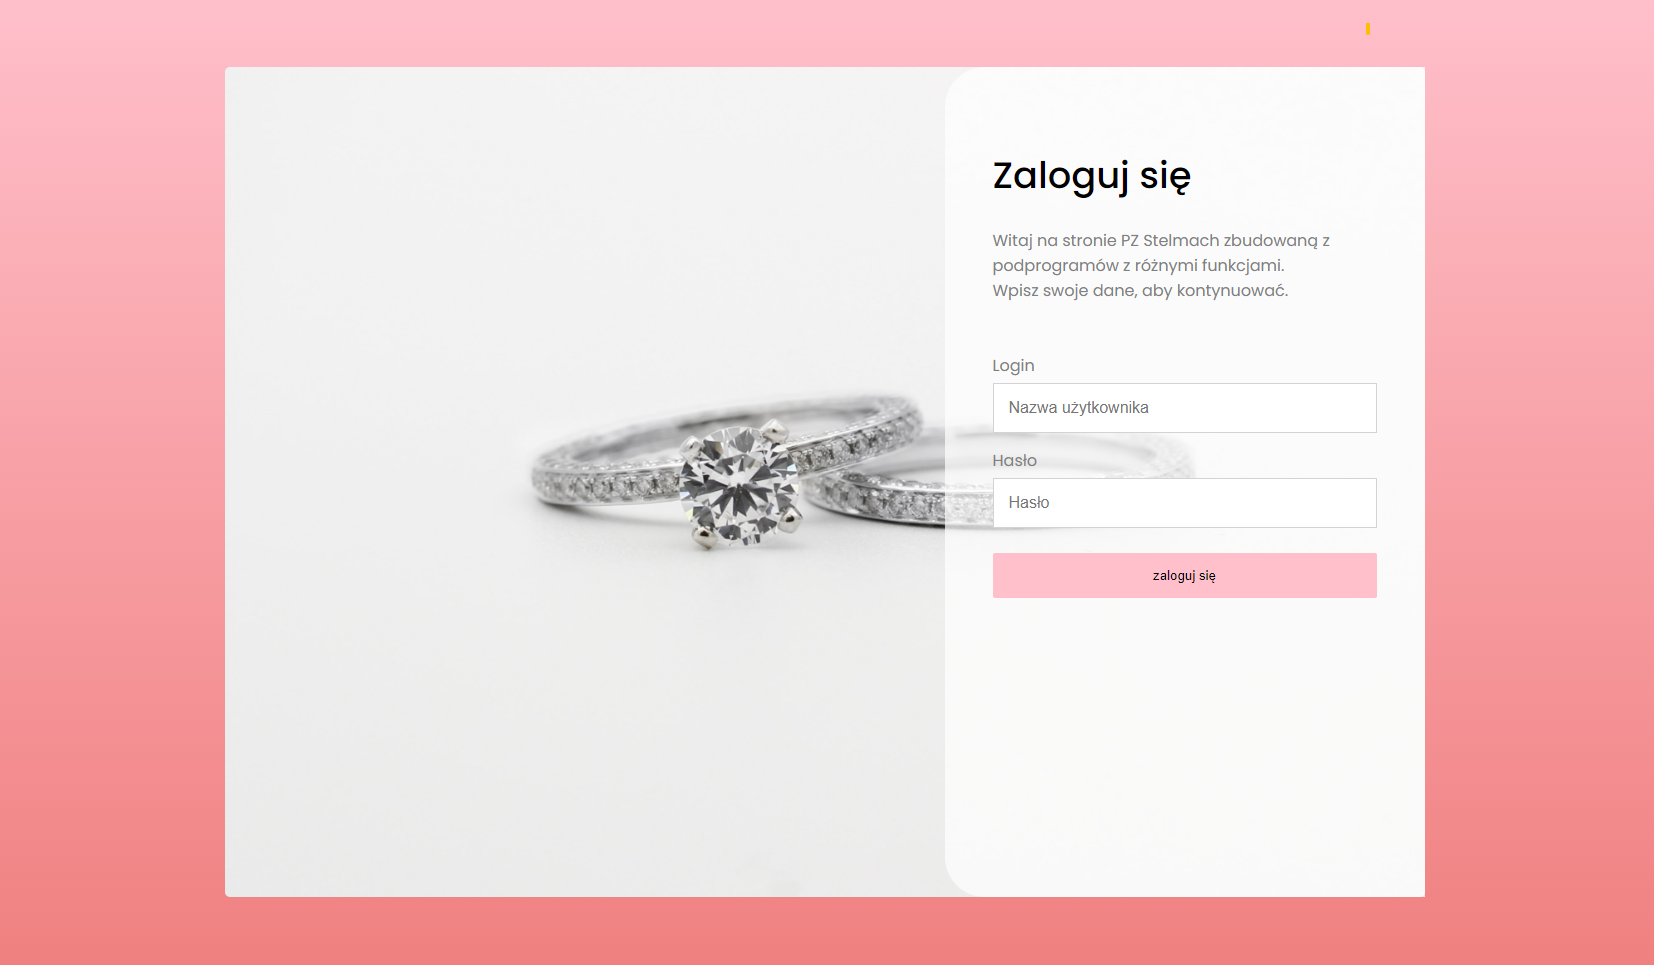 Zaloguj się
Witaj na stronie PZ Stelmach zbudowaną z
podprogramów z różnymi funkcjami.
Wpisz swoje dane, aby kontynuować.
Login
Nazwa użytkownika
Hasło
Hasło
zaloguj się